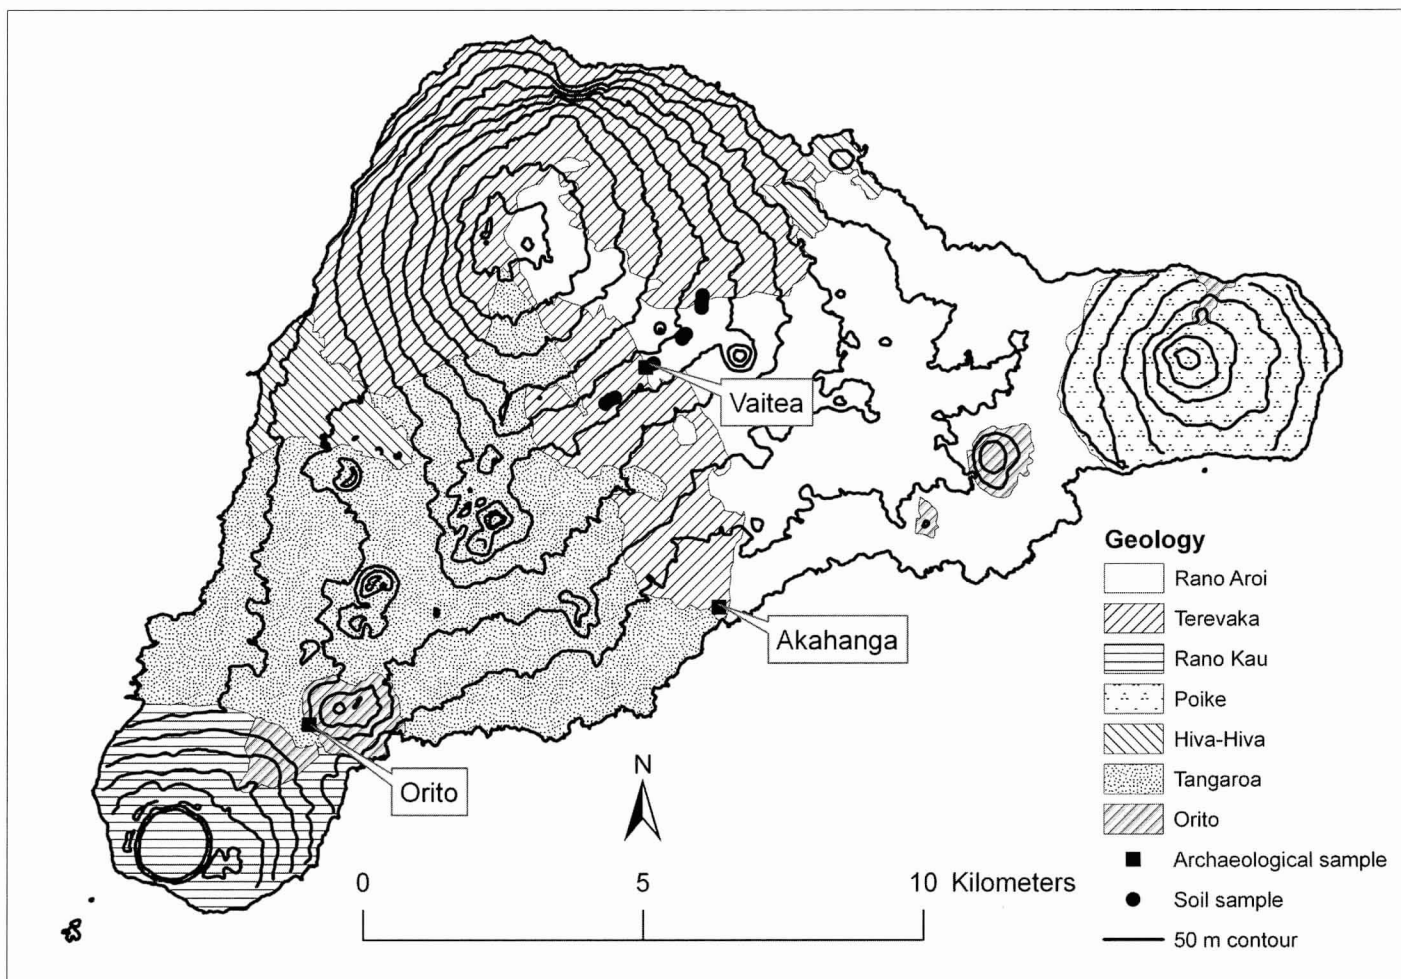 Vaitea
Akahanga
Orito
N
0 5 10 Kilometers
Geology
Rano Aroi
Terevaka
Rano Kau
Poike
Hiva-Hiva
Tangaroa
Orito
Archaeological sample
Soil sample
50 m contour